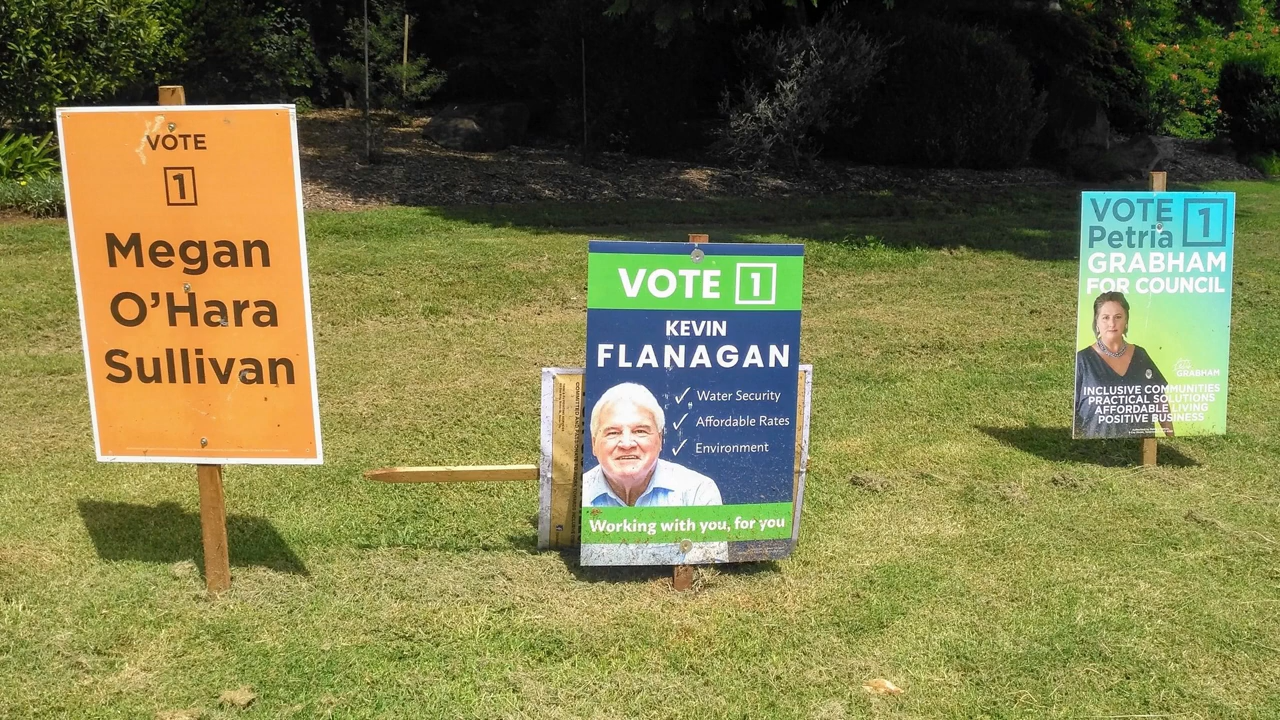 VOTE
1
Megan
O’Hara
Sullivan
VOTE 1
KEVIN
FLANAGAN
✓ Water Security
✓ Affordable Rates
✓ Environment
Working with you, for you
VOTE 1
Petria
GRABHAM
FOR COUNCIL
GRABHAM
INCLUSIVE COMMUNITIES
PRACTICAL SOLUTIONS
AFFORDABLE LIVING
POSITIVE BUSINESS